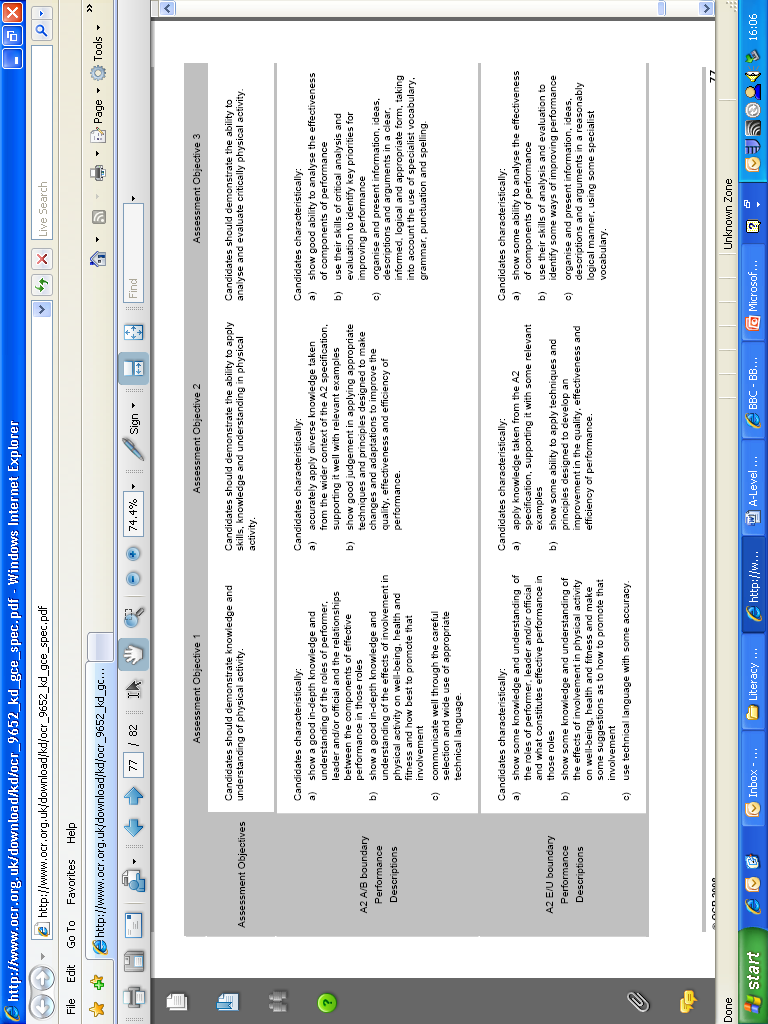 http://www.ocr.org.uk/download/kd/ocr_9652_kd_gce_spec.pdf - Windows Internet Explorer
http://www.ocr.org.uk/download/kd/ocr_9652_kd_gce_spec.pdf
Live Search
File Edit Go To Favorites Help
http://www.ocr.org.uk/download/kd/ocr_9652_kd_gc...
Page
Tools
77 / 82
74.4%
Sign
Find
Assessment Objective 1
Assessment Objective 2
Assessment Objective 3
Assessment Objectives
Candidates should demonstrate knowledge and
understanding of physical activity.
Candidates should demonstrate the ability to apply
skills, knowledge and understanding in physical
activity.
Candidates should demonstrate the ability to
analyse and evaluate critically physical activity.
A2 A/B boundary
Performance
Descriptions
Candidates characteristically:
a) show a good in-depth knowledge and
understanding of the roles of performer,
leader and/or official and the relationships
between the components of effective
performance in those roles
b) show a good in-depth knowledge and
understanding of the effects of involvement in
physical activity on well-being, health and
fitness and how best to promote that
involvement
c) communicate well through the careful
selection and wide use of appropriate
technical language.
Candidates characteristically:
a) accurately apply diverse knowledge taken
from the wider context of the A2 specification,
supporting it well with relevant examples
b) show good judgement in applying appropriate
techniques and principles designed to make
changes and adaptations to improve the
quality, effectiveness and efficiency of
performance.
Candidates characteristically:
a) show good ability to analyse the effectiveness
of components of performance
b) use their skills of critical analysis and
evaluation to identify key priorities for
improving performance
c) organise and present information, ideas,
descriptions and arguments in a clear,
informed, logical and appropriate form, taking
into account the use of specialist vocabulary,
grammar, punctuation and spelling.
A2 E/U boundary
Performance
Descriptions
Candidates characteristically:
a) show some knowledge and understanding of
the roles of performer, leader and/or official
and what constitutes effective performance in
those roles
b) show some knowledge and understanding of
the effects of involvement in physical activity
on well-being, health and fitness and make
some suggestions as to how to promote that
involvement
c) use technical language with some accuracy.
Candidates characteristically:
a) apply knowledge taken from the A2
specification, supporting it with some relevant
examples
b) show some ability to apply techniques and
principles designed to develop an
improvement in the quality, effectiveness and
efficiency of performance.
Candidates characteristically:
a) show some ability to analyse the effectiveness
of components of performance
b) use their skills of analysis and evaluation to
identify some ways of improving performance
c) organise and present information, ideas,
descriptions and arguments in a reasonably
logical manner, using some specialist
vocabulary.
77
Done
Unknown Zone
start
Inbox - ...
Literacy ...
http://w...
A-Level ...
BBC - BB...
Microsof...
16:06